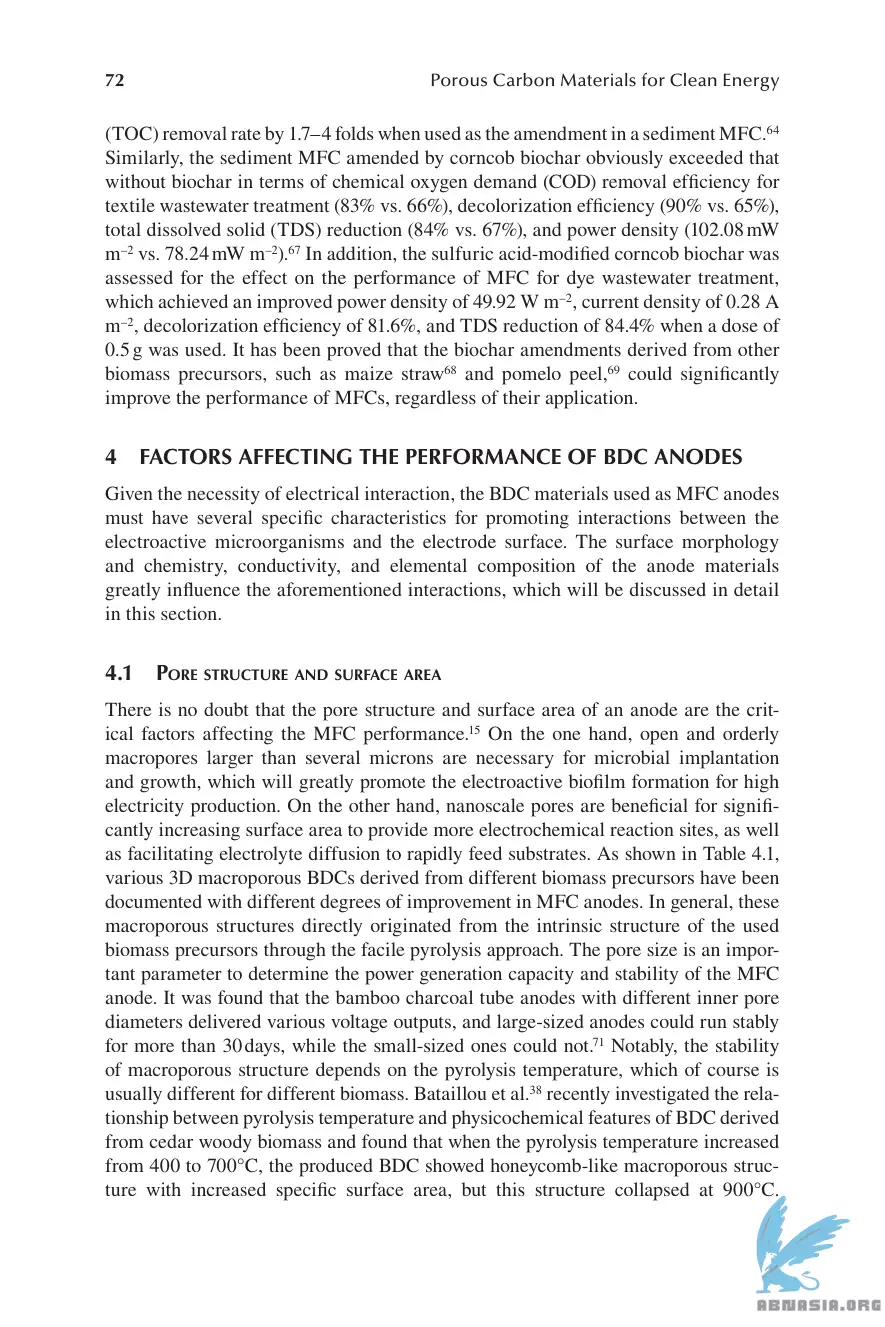 72 Porous Carbon Materials for Clean Energy
(TOC) removal rate by 1.7–4 folds when used as the amendment in a sediment MFC.64
Similarly, the sediment MFC amended by corncob biochar obviously exceeded that
without biochar in terms of chemical oxygen demand (COD) removal efficiency for
textile wastewater treatment (83% vs. 66%), decolorization efficiency (90% vs. 65%),
total dissolved solid (TDS) reduction (84% vs. 67%), and power density (102.08 mW
m–2 vs. 78.24 mW m–2).67 In addition, the sulfuric acid-modified corncob biochar was
assessed for the effect on the performance of MFC for dye wastewater treatment,
which achieved an improved power density of 49.92 W m–2, current density of 0.28 A
m–2, decolorization efficiency of 81.6%, and TDS reduction of 84.4% when a dose of
0.5 g was used. It has been proved that the biochar amendments derived from other
biomass precursors, such as maize straw68 and pomelo peel,69 could significantly
improve the performance of MFCs, regardless of their application.
4 FACTORS AFFECTING THE PERFORMANCE OF BDC ANODES
Given the necessity of electrical interaction, the BDC materials used as MFC anodes
must have several specific characteristics for promoting interactions between the
electroactive microorganisms and the electrode surface. The surface morphology
and chemistry, conductivity, and elemental composition of the anode materials
greatly influence the aforementioned interactions, which will be discussed in detail
in this section.
4.1 Pore structure and surface area
There is no doubt that the pore structure and surface area of an anode are the crit-
ical factors affecting the MFC performance.15 On the one hand, open and orderly
macropores larger than several microns are necessary for microbial implantation
and growth, which will greatly promote the electroactive biofilm formation for high
electricity production. On the other hand, nanoscale pores are beneficial for signifi-
cantly increasing surface area to provide more electrochemical reaction sites, as well
as facilitating electrolyte diffusion to rapidly feed substrates. As shown in Table 4.1,
various 3D macroporous BDCs derived from different biomass precursors have been
documented with different degrees of improvement in MFC anodes. In general, these
macroporous structures directly originated from the intrinsic structure of the used
biomass precursors through the facile pyrolysis approach. The pore size is an impor-
tant parameter to determine the power generation capacity and stability of the MFC
anode. It was found that the bamboo charcoal tube anodes with different inner pore
diameters delivered various voltage outputs, and large-sized anodes could run stably
for more than 30 days, while the small-sized ones could not.71 Notably, the stability
of macroporous structure depends on the pyrolysis temperature, which of course is
usually different for different biomass. Bataillou et al.38 recently investigated the rela-
tionship between pyrolysis temperature and physicochemical features of BDC derived
from cedar woody biomass and found that when the pyrolysis temperature increased
from 400 to 700°C, the produced BDC showed honeycomb-like macroporous struc-
ture with increased specific surface area, but this structure collapsed at 900°C.
ABNASIA.ORG